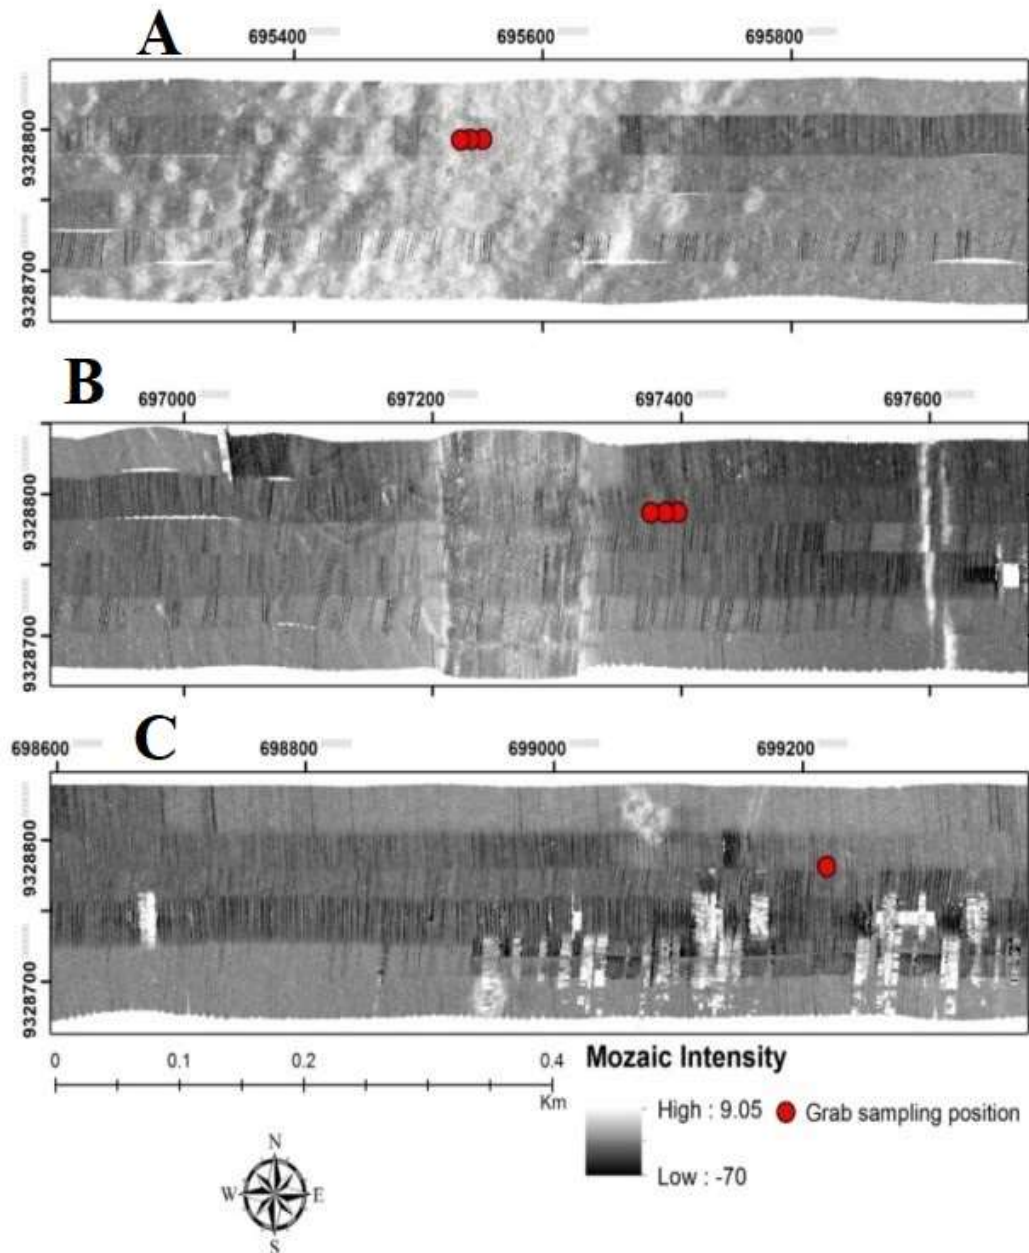 A
695400 695600 695800
9328800
9328700
B
697000 697200 697400 697600
9328800
9328700
C
698600 698800 699000 699200
9328800
9328700
0 0.1 0.2 0.4
Km
Mozaic Intensity
High : 9.05
Low : -70
Grab sampling position
N
W E
S